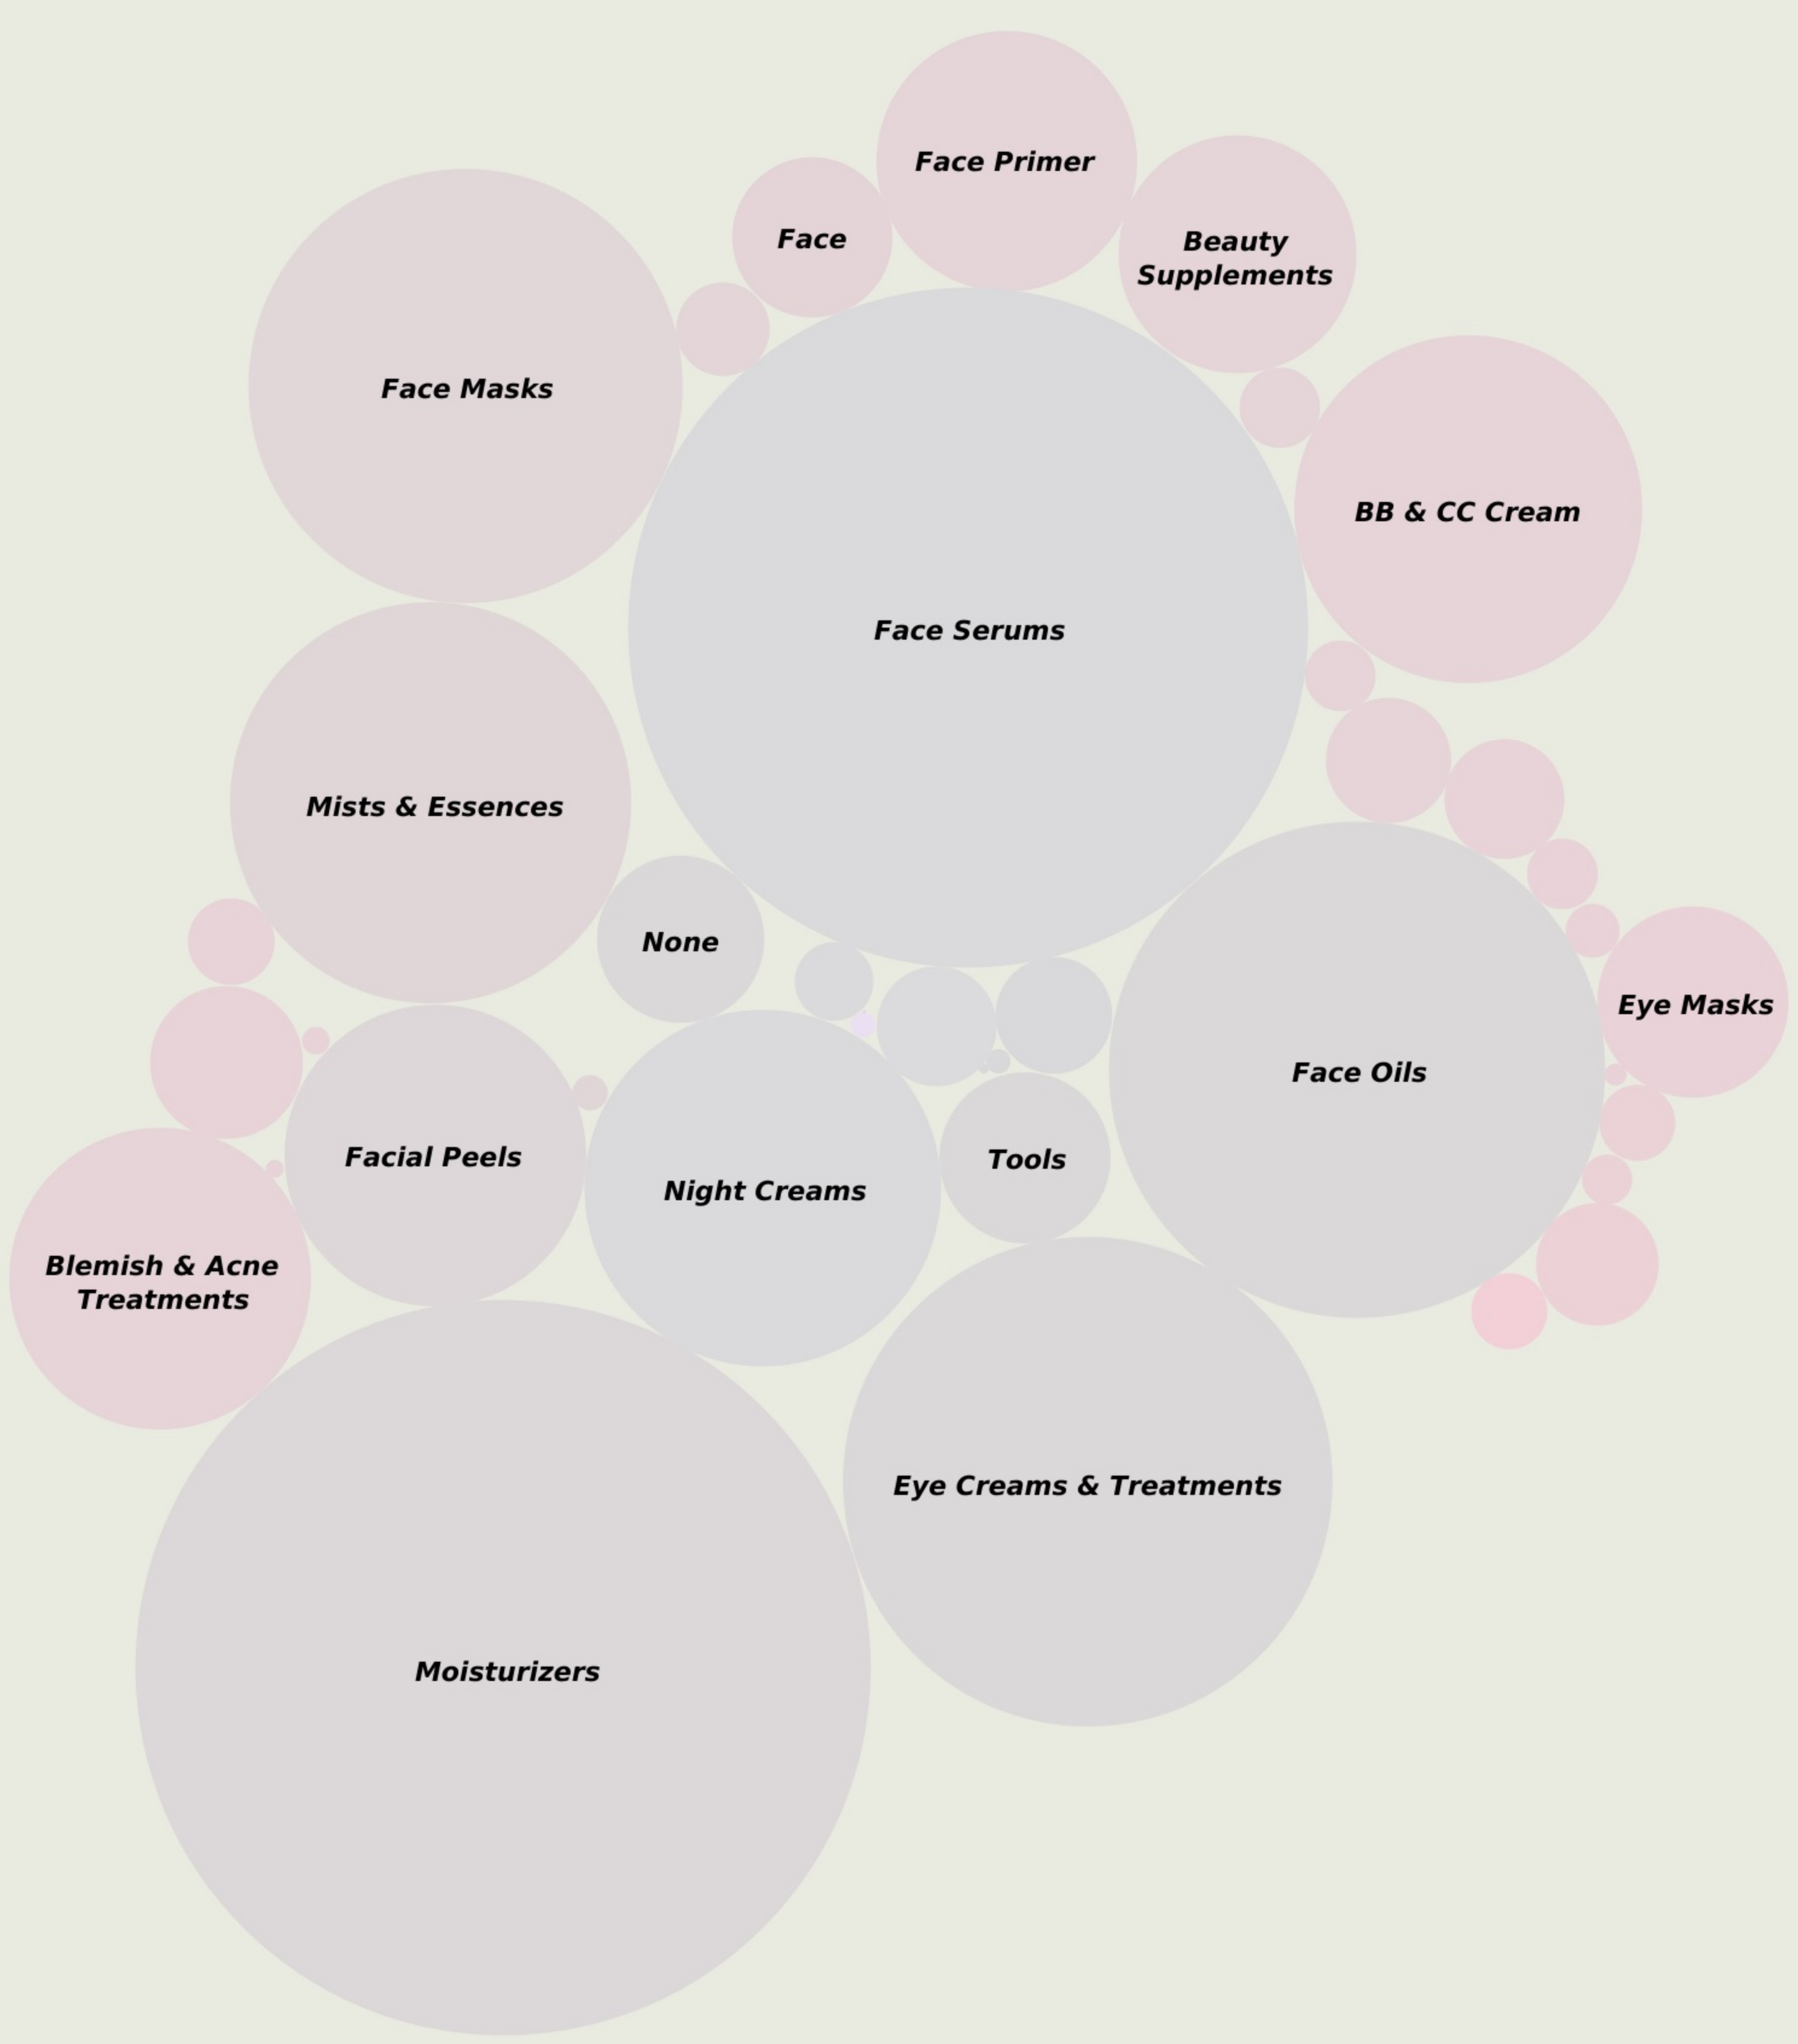 Face Primer
Face
Beauty
Supplements
Face Masks
BB & CC Cream
Face Serums
Mists & Essences
None
Eye Masks
Face Oils
Facial Peels
Tools
Night Creams
Blemish & Acne
Treatments
Eye Creams & Treatments
Moisturizers